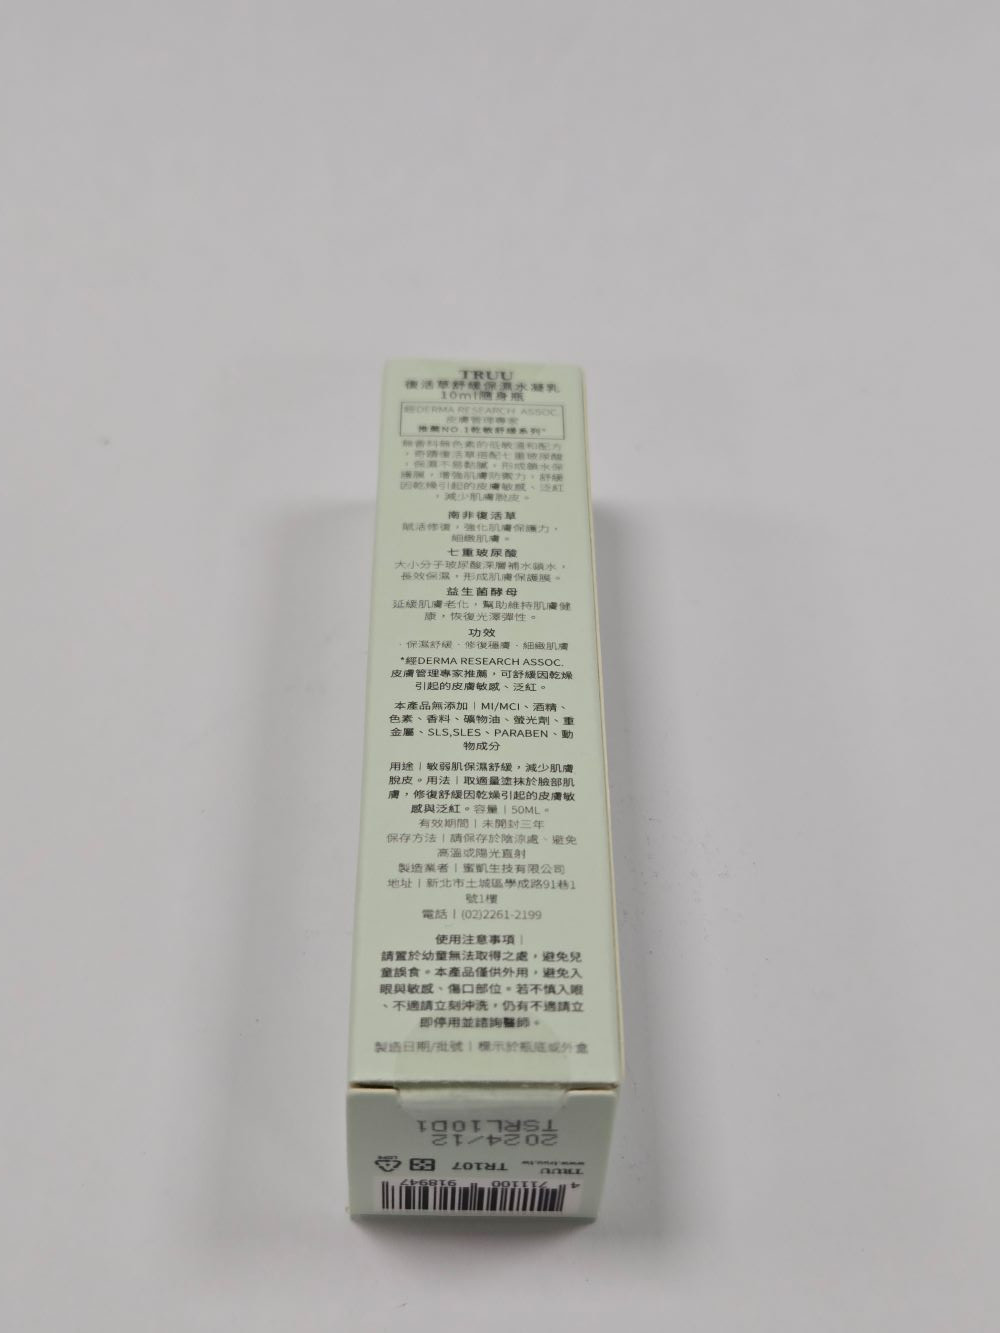 TRUU
復活草舒緩保濕水凝乳
10ml隨身瓶
經DERMA RESEARCH ASSOC.
皮膚管理專家
推薦NO.1乾敏舒緩系列*
無香料無色素的低敏溫和配方
，奇蹟復活草搭配七重玻尿酸
，保濕不易黏膩，形成鎖水保
護膜，增強肌膚防禦力，舒緩
因乾燥引起的皮膚敏感、泛紅
，減少肌膚脫皮。
南非復活草
賦活修復，強化肌膚保護力，
細緻肌膚。
七重玻尿酸
大小分子玻尿酸深層補水鎖水，
長效保濕，形成肌膚保護膜。
益生菌酵母
延緩肌膚老化，幫助維持肌膚健
康，恢復光澤彈性。
功效
．保濕舒緩．修復穩膚．細緻肌膚
*經DERMA RESEARCH ASSOC.
皮膚管理專家推薦，可舒緩因乾燥
引起的皮膚敏感、泛紅。
本產品無添加｜MI/MCI、酒精、
色素、香料、礦物油、螢光劑、重
金屬、SLS,SLES、PARABEN、動
物成分
用途｜敏弱肌保濕舒緩，減少肌膚
脫皮。用法｜取適量塗抹於臉部肌
膚，修復舒緩因乾燥引起的皮膚敏
感與泛紅。容量｜50ML。
有效期間｜未開封三年
保存方法｜請保存於陰涼處、避免
高溫或陽光直射
製造業者｜蜜凱生技有限公司
地址｜新北市土城區學成路91巷1
號1樓
電話｜(02)2261-2199
使用注意事項｜
請置於幼童無法取得之處，避免兒
童誤食。本產品僅供外用，避免入
眼與敏感、傷口部位。若不慎入眼
、不適請立刻沖洗，仍有不適請立
即停用並諮詢醫師。
製造日期/批號｜標示於瓶底或外盒
TSRL10D1
2024/12
TR107
TRUU
www.truu.tw
4 711100 918947